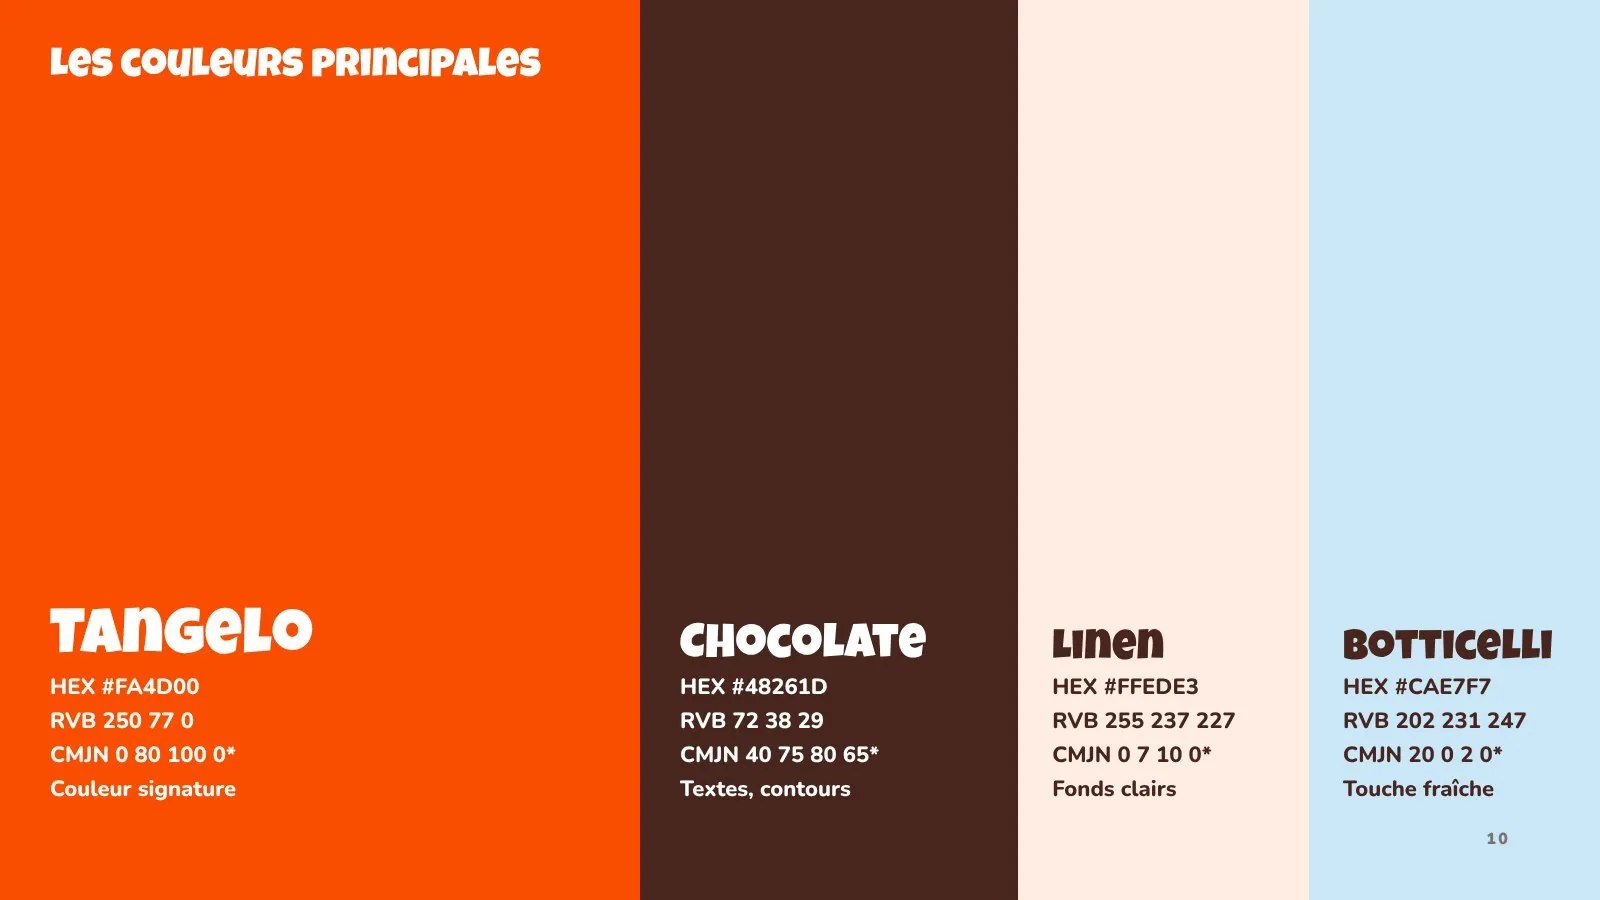 Les couleurs principales
Tangelo
HEX #FA4D00
RVB 250 77 0
CMJN 0 80 100 0*
Couleur signature
Chocolate
HEX #48261D
RVB 72 38 29
CMJN 40 75 80 65*
Textes, contours
Linen
HEX #FFEDE3
RVB 255 237 227
CMJN 0 7 10 0*
Fonds clairs
Botticelli
HEX #CAE7F7
RVB 202 231 247
CMJN 20 0 2 0*
Touche fraîche
10